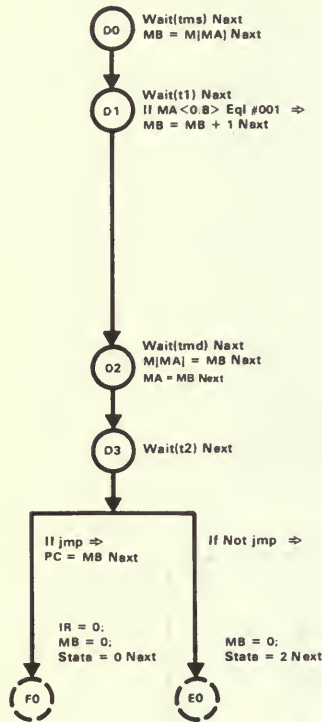 D0
Wait(tms) Next
MB = M[MA] Next
D1
Wait(t1) Next
If MA<0:8> Eql #001 ⇒
MB = MB + 1 Next
D2
Wait(tmd) Next
M[MA] = MB Next
MA = MB Next
D3
Wait(t2) Next
If jmp ⇒
PC = MB Next
If Not jmp ⇒
IR = 0;
MB = 0;
State = 0 Next
MB = 0;
State = 2 Next
F0
E0